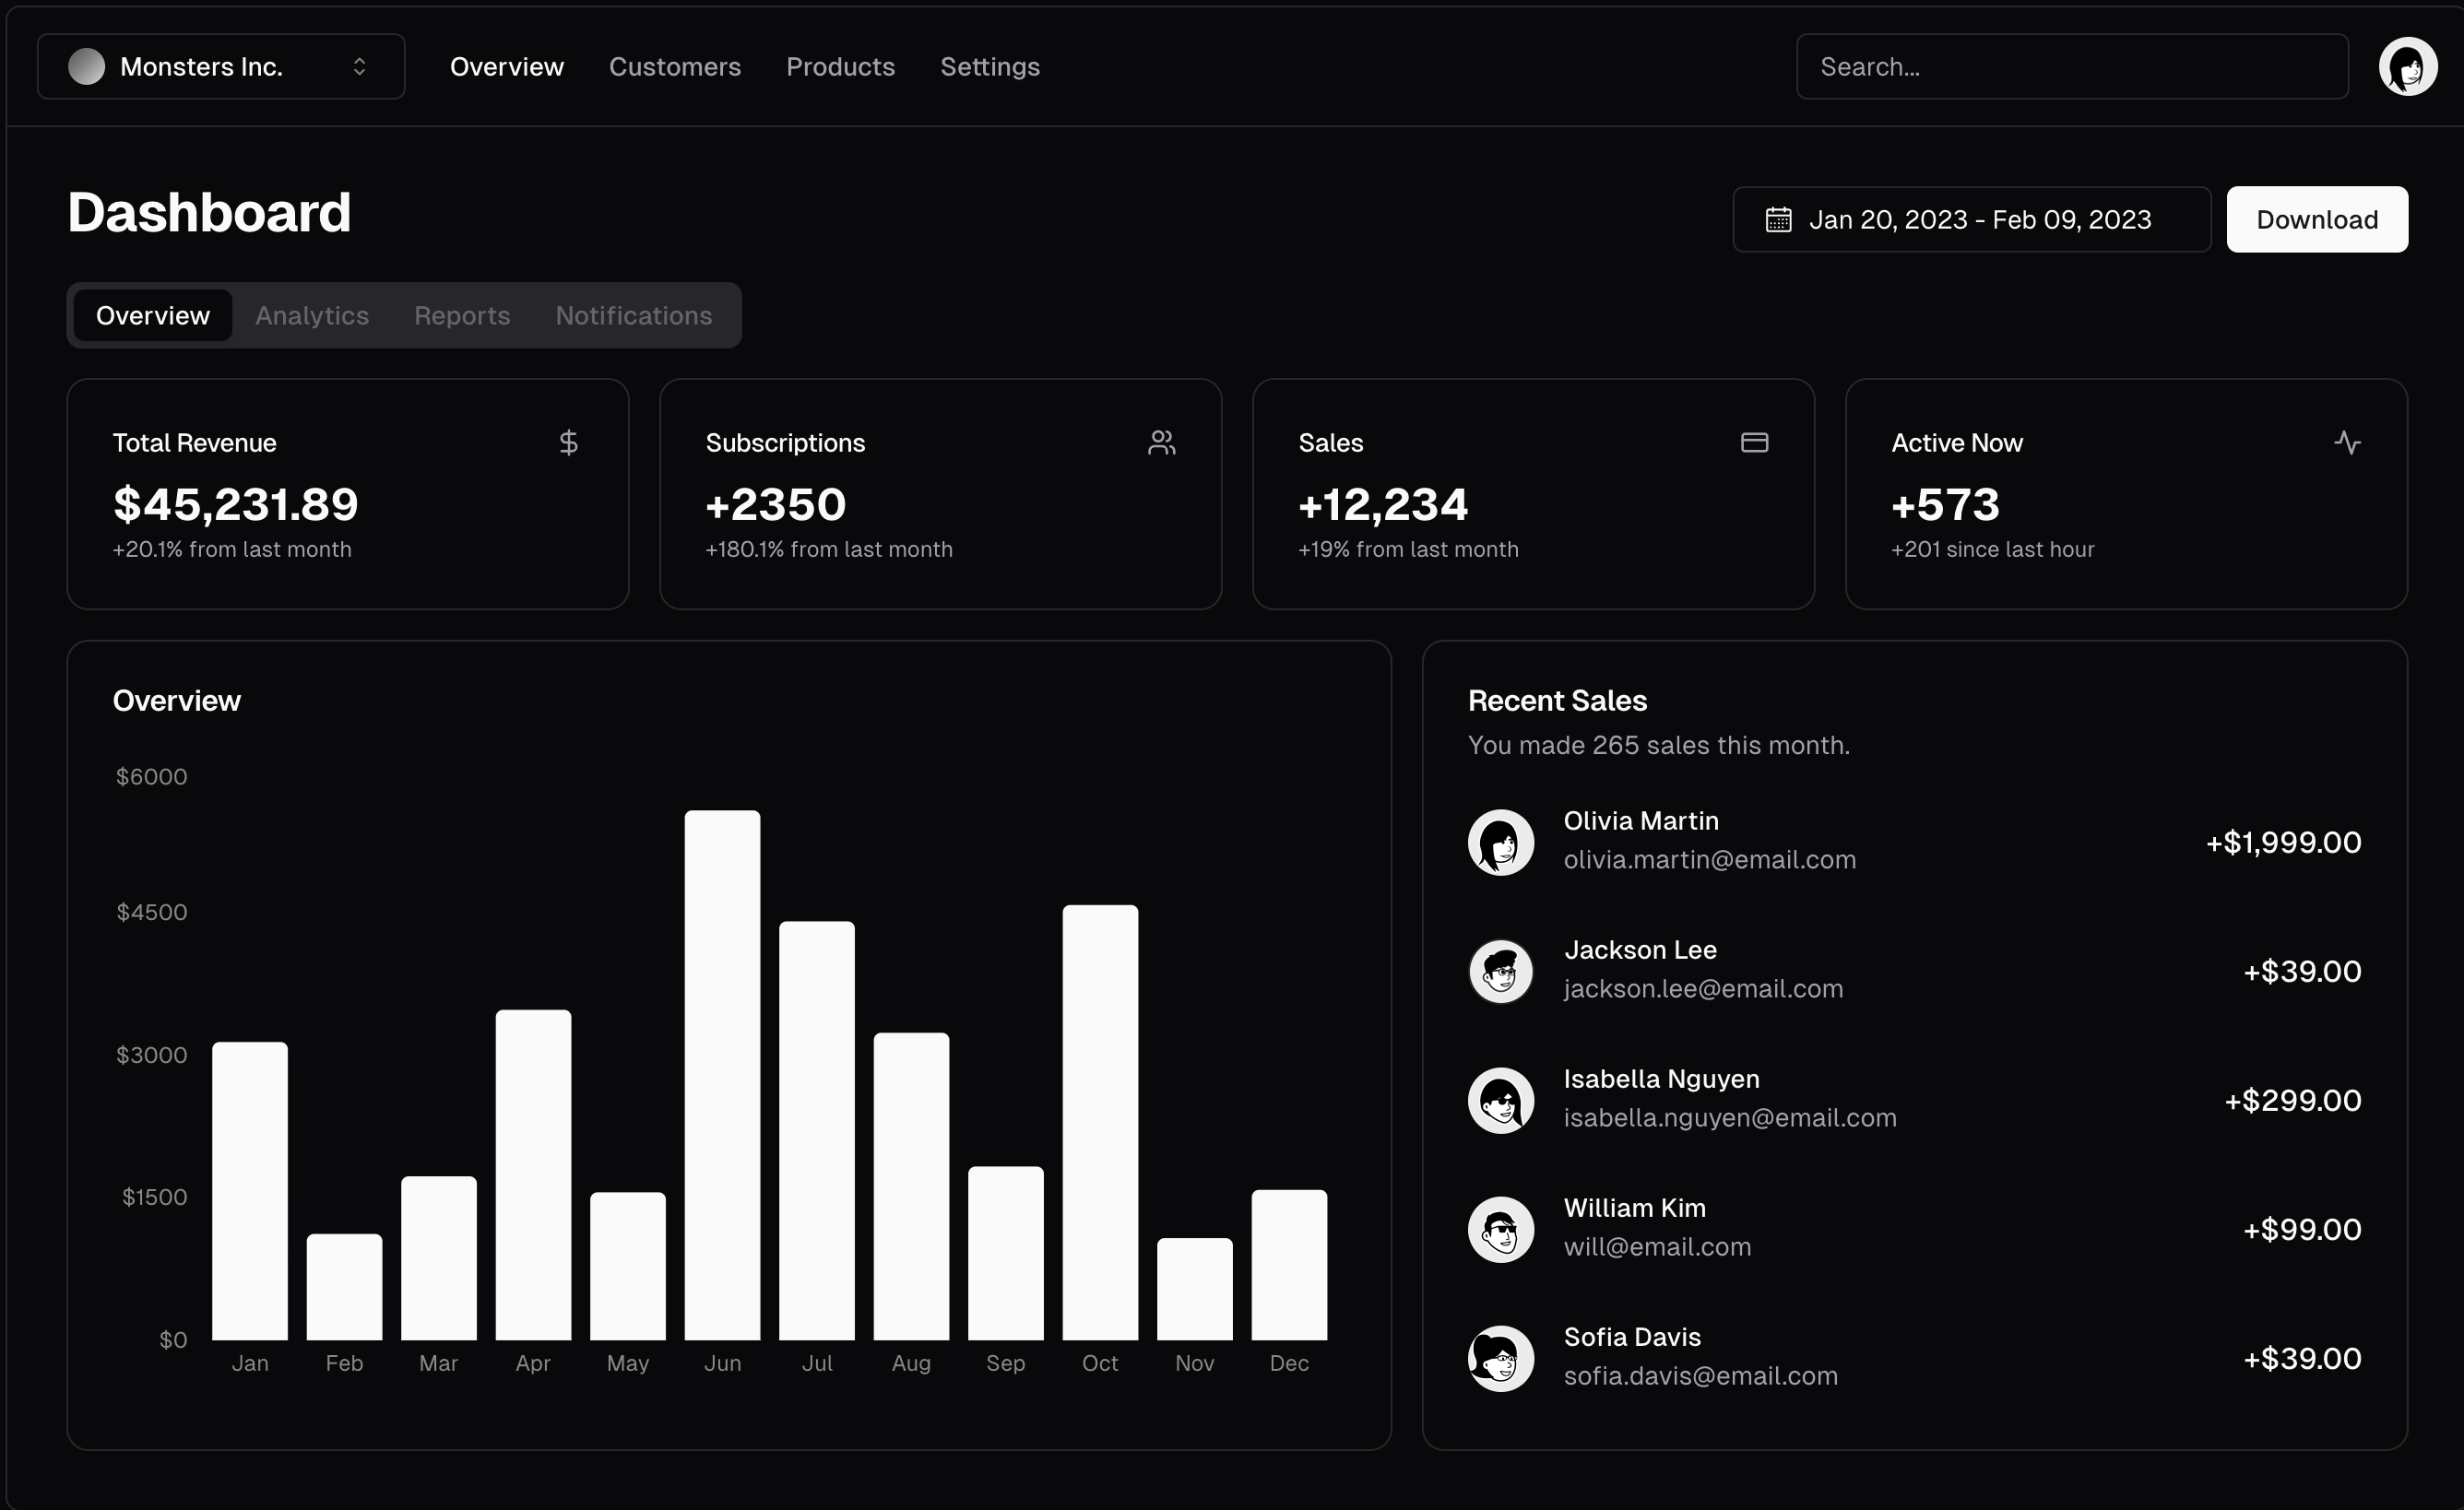 Monsters Inc.
Overview Customers Products Settings
Search...
Dashboard
Jan 20, 2023 - Feb 09, 2023
Download
Overview Analytics Reports Notifications
Total Revenue
$45,231.89
+20.1% from last month
Subscriptions
+2350
+180.1% from last month
Sales
+12,234
+19% from last month
Active Now
+573
+201 since last hour
Overview
$6000
$4500
$3000
$1500
$0
Jan Feb Mar Apr May Jun Jul Aug Sep Oct Nov Dec
Recent Sales
You made 265 sales this month.
Olivia Martin
olivia.martin@email.com
+$1,999.00
Jackson Lee
jackson.lee@email.com
+$39.00
Isabella Nguyen
isabella.nguyen@email.com
+$299.00
William Kim
will@email.com
+$99.00
Sofia Davis
sofia.davis@email.com
+$39.00